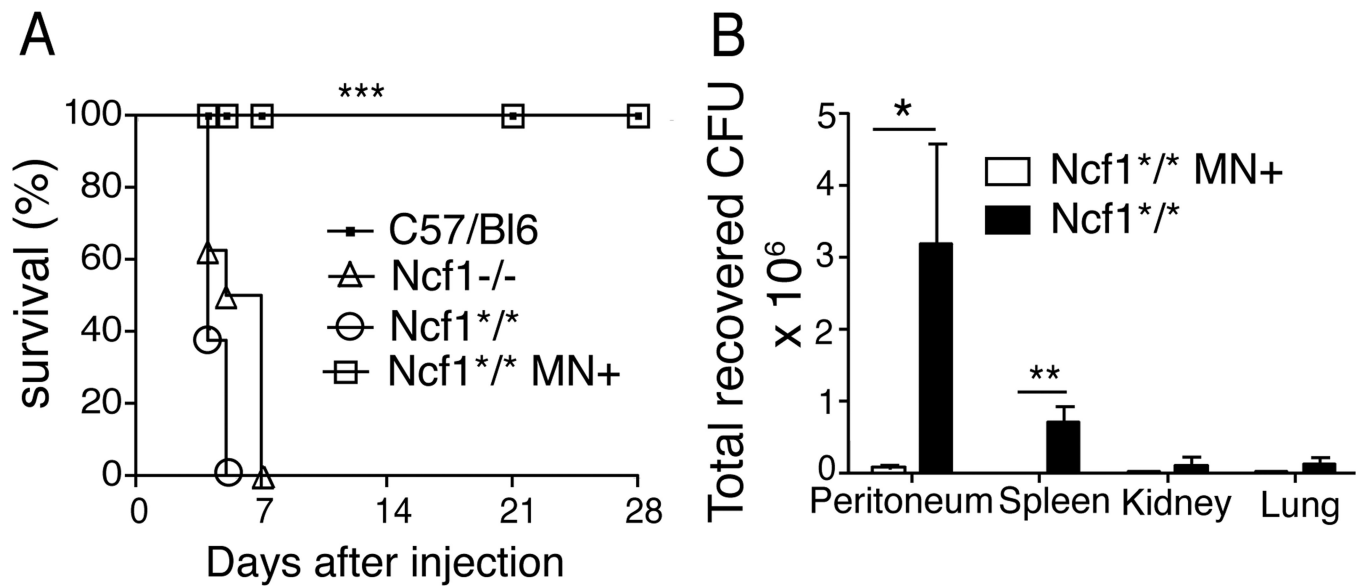 A
survival (%)
100
80
60
40
20
0
***
C57/Bl6
Ncf1-/-
Ncf1*/*
Ncf1*/* MN+
0 7 14 21 28
Days after injection
B
Total recovered CFU
x 10⁶
5
4
3
2
1
0
*
**
Ncf1*/* MN+
Ncf1*/*
Peritoneum Spleen Kidney Lung